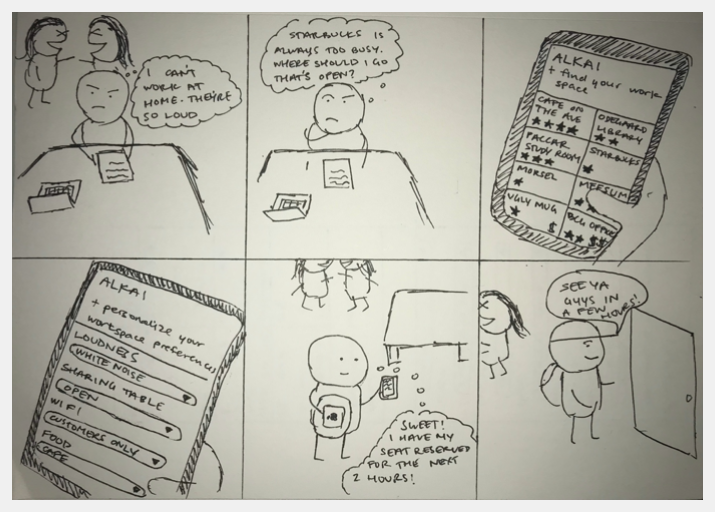 I CAN'T
WORK AT
HOME. THEY'RE
SO LOUD
STARBUCKS IS
ALWAYS TOO BUSY.
WHERE SHOULD I GO
THAT'S OPEN?
ALKAI
+ find your work
space
CAFE ON
THE AVE
★★★★
ODEGAARD
LIBRARY
★★
PACCAR
STUDY ROOM
★★★
STARBUCKS
★
MORSEL
★
MERSUM
★★
UGLY MUG
★ $
BCG OFFICE
★★ $$
ALKAI
+ personalize your
workspace preferences
LOUDNESS
WHITE NOISE
SHARING TABLE
OPEN
WIFI
CUSTOMERS ONLY
FOOD
CAFE
SWEET!
I HAVE MY
SEAT RESERVED
FOR THE NEXT
2 HOURS!
SEE YA
GUYS IN
A FEW HOURS!